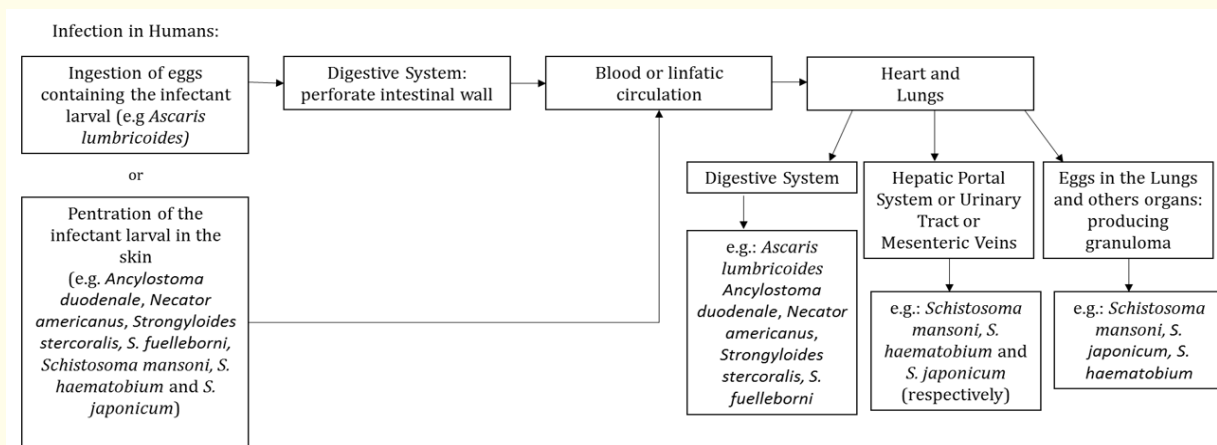 Infection in Humans:
Ingestion of eggs
containing the infectant
larval (e.g Ascaris
lumbricoides)
or
Pentration of the
infectant larval in the
skin
(e.g. Ancylostoma
duodenale, Necator
americanus, Strongyloides
stercoralis, S. fuelleborni,
Schistosoma mansoni, S.
haematobium and S.
japonicum)
Digestive System:
perforate intestinal wall
Blood or linfatic
circulation
Heart and
Lungs
Digestive System
e.g.: Ascaris
lumbricoides
Ancylostoma
duodenale, Necator
americanus,
Strongyloides
stercoralis, S.
fuelleborni
Hepatic Portal
System or Urinary
Tract or
Mesenteric Veins
e.g.: Schistosoma
mansoni, S.
haematobium and
S. japonicum
(respectively)
Eggs in the Lungs
and others organs:
producing
granuloma
e.g.: Schistosoma
mansoni, S.
japonicum, S.
haematobium